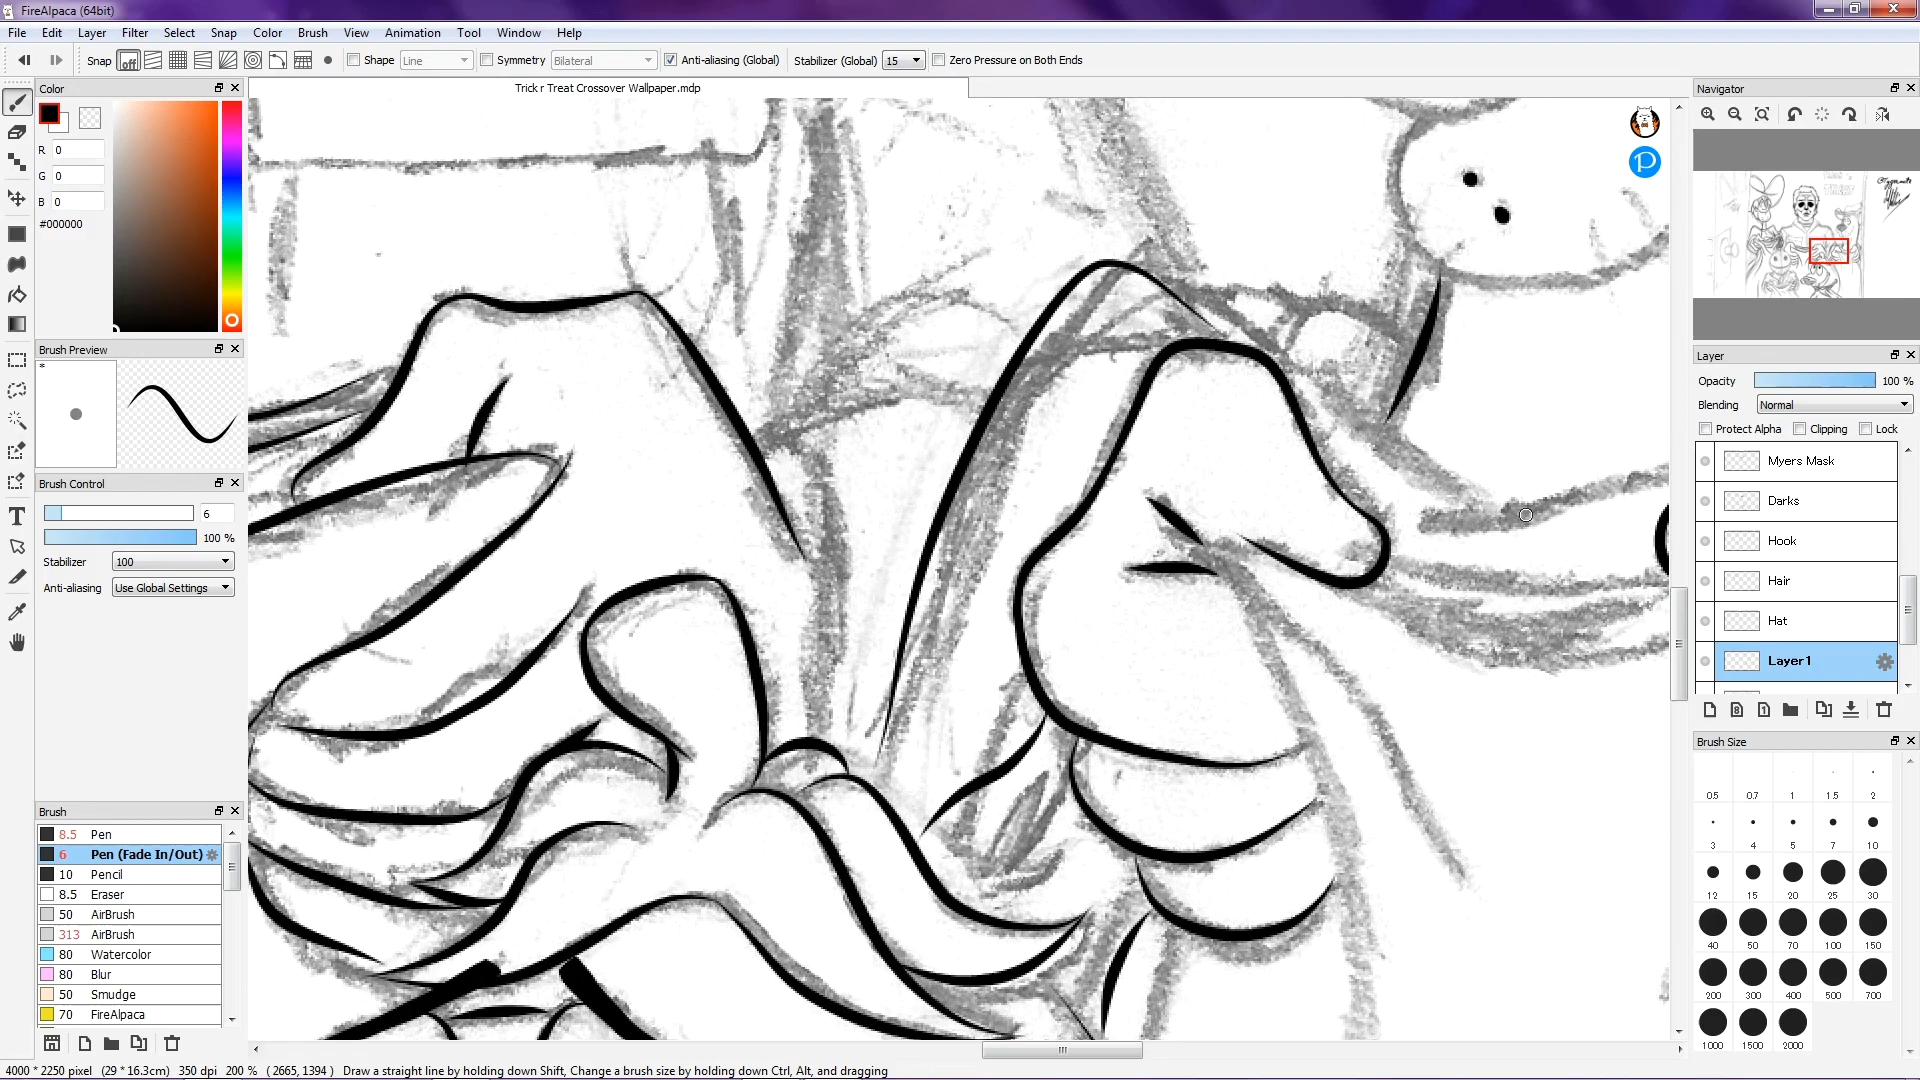 FireAlpaca (64bit)
File Edit Layer Filter Select Snap Color Brush View Animation Tool Window Help
Snap off Shape Line Symmetry Bilateral Anti-aliasing (Global) Stabilizer (Global) 15 Zero Pressure on Both Ends
Color
Trick r Treat Crossover Wallpaper.mdp
Navigator
R 0
G 0
B 0
#000000
Brush Preview
*
Layer
Opacity 100 %
Blending Normal
Protect Alpha Clipping Lock
Myers Mask
Darks
Hook
Hair
Hat
Layer1
Brush Control
6
100 %
Stabilizer 100
Anti-aliasing Use Global Settings
Brush
8.5 Pen
6 Pen (Fade In/Out)
10 Pencil
8.5 Eraser
50 AirBrush
313 AirBrush
80 Watercolor
80 Blur
50 Smudge
70 FireAlpaca
Brush Size
0.5 0.7 1 1.5 2
3 4 5 7 10
12 15 20 25 30
40 50 70 100 150
200 300 400 500 700
1000 1500 2000
4000 * 2250 pixel (29 * 16.3cm) 350 dpi 200 % ( 2665, 1394 ) Draw a straight line by holding down Shift, Change a brush size by holding down Ctrl, Alt, and dragging